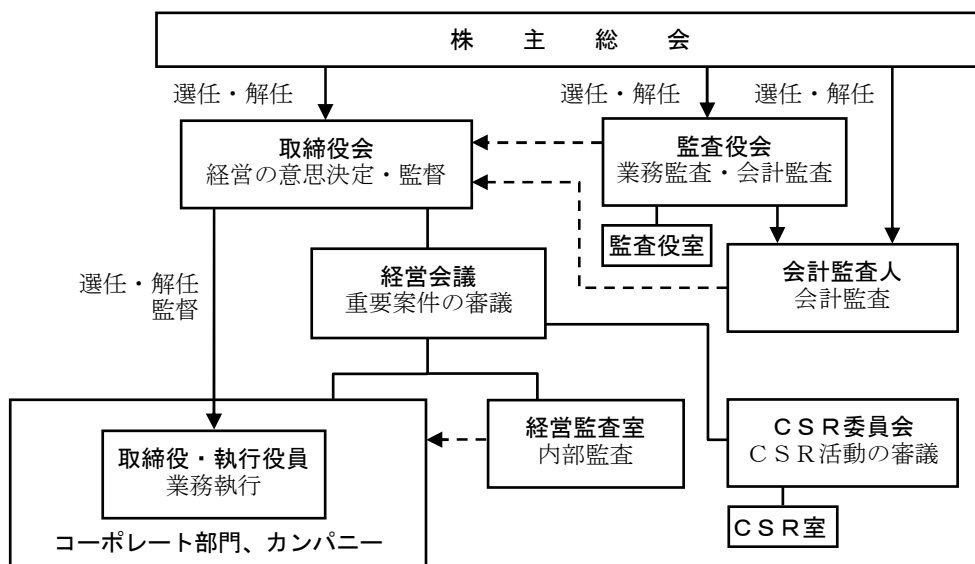 株 主 総 会
選任・解任
選任・解任
選任・解任
取締役会
経営の意思決定・監督
監査役会
業務監査・会計監査
監査役室
会計監査人
会計監査
選任・解任
監督
経営会議
重要案件の審議
経営監査室
内部監査
CSR委員会
CSR活動の審議
CSR室
取締役・執行役員
業務執行
コーポレート部門、カンパニー